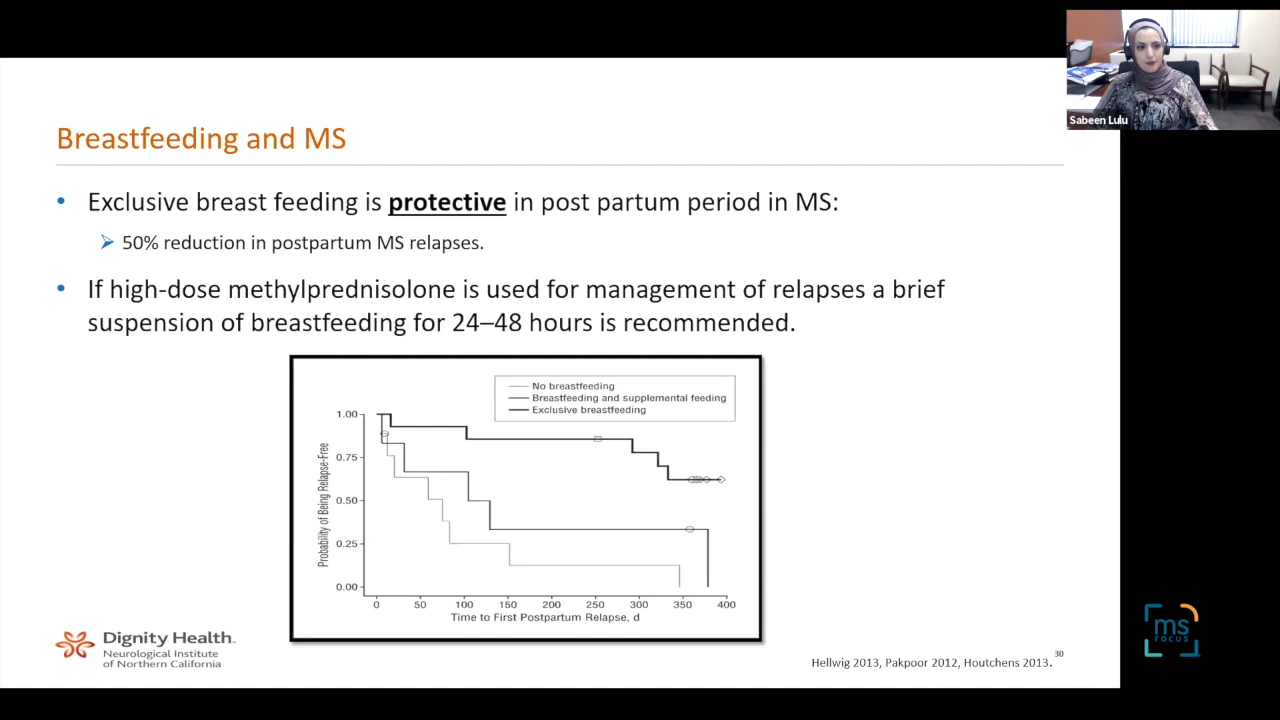 Sabeen Lulu
Breastfeeding and MS
• Exclusive breast feeding is protective in post partum period in MS:
➢ 50% reduction in postpartum MS relapses.
• If high-dose methylprednisolone is used for management of relapses a brief
suspension of breastfeeding for 24–48 hours is recommended.
No breastfeeding
Breastfeeding and supplemental feeding
Exclusive breastfeeding
Probability of Being Relapse-Free
1.00
0.75
0.50
0.25
0.00
0 50 100 150 200 250 300 350 400
Time to First Postpartum Relapse, d
Dignity Health™
Neurological Institute
of Northern California
Hellwig 2013, Pakpoor 2012, Houtchens 2013.
30
ms
FOCUS